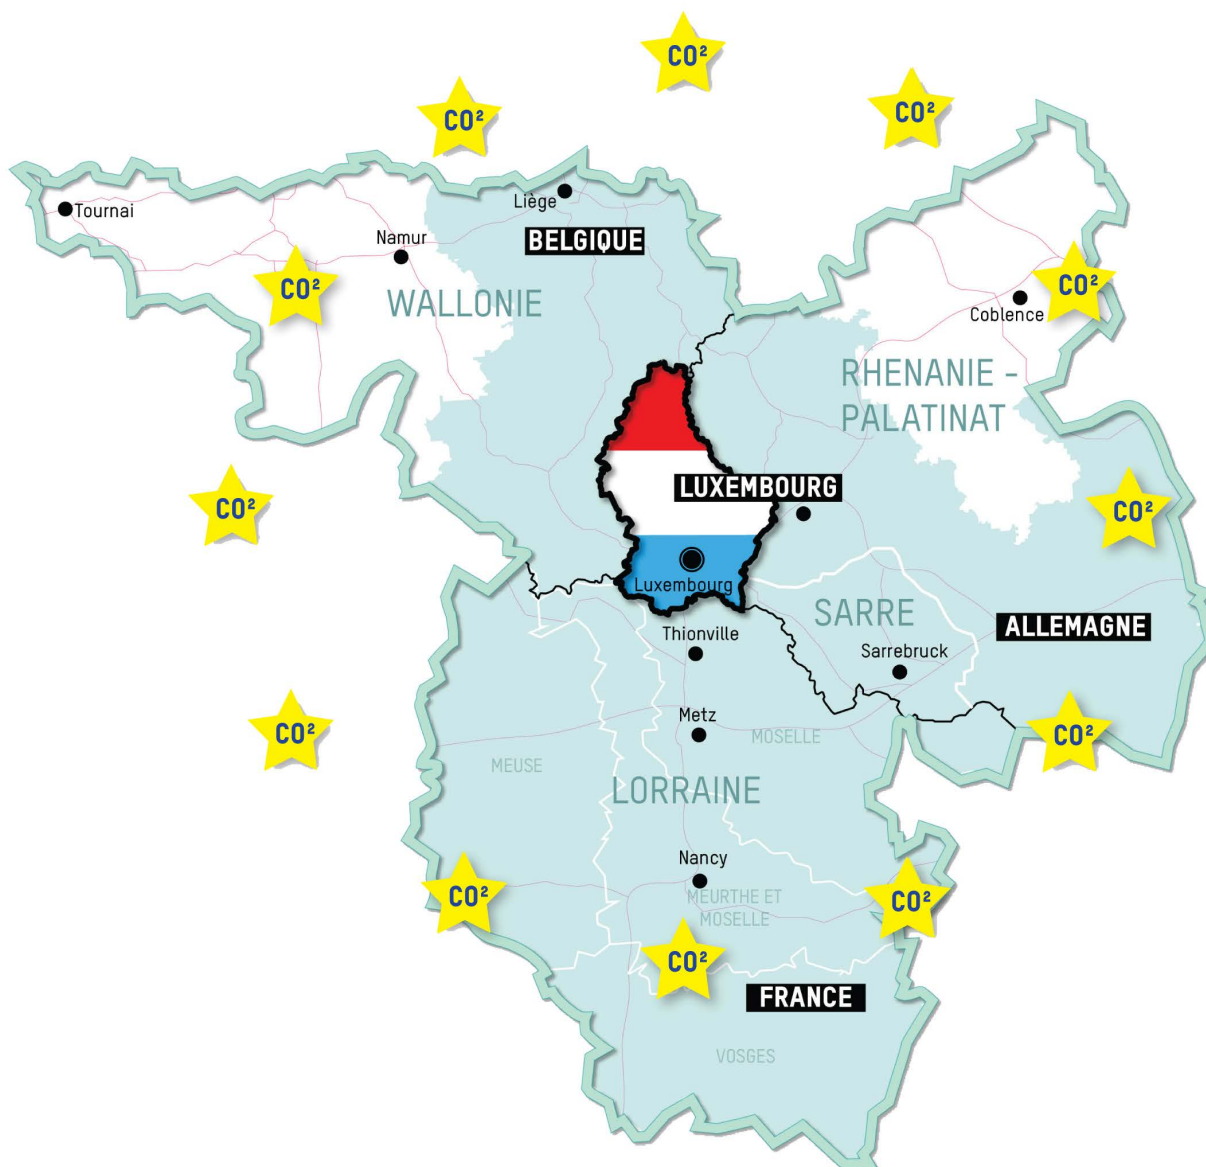 CO²
CO²
CO²
Liège
Tournai
Namur
BELGIQUE
CO²
CO²
WALLONIE
Coblence
RHENANIE -
PALATINAT
LUXEMBOURG
CO²
CO²
Luxembourg
SARRE
ALLEMAGNE
Thionville
Sarrebruck
Metz
CO²
MOSELLE
CO²
MEUSE
LORRAINE
Nancy
CO²
MEURTHE ET
MOSELLE
CO²
CO²
FRANCE
VOSGES